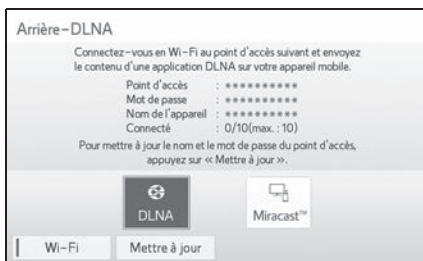 Arrière-DLNA
Connectez-vous en Wi-Fi au point d'accès suivant et envoyez
le contenu d'une application DLNA sur votre appareil mobile.
Point d'accès : **********
Mot de passe : **********
Nom de l'appareil : **********
Connecté : 0/10(max. : 10)
Pour mettre à jour le nom et le mot de passe du point d'accès,
appuyez sur « Mettre à jour ».
DLNA
Miracast™
Wi-Fi
Mettre à jour